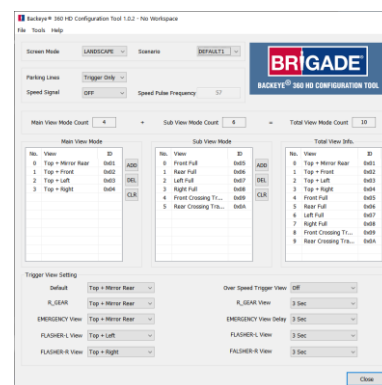 Backeye® 360 HD Configuration Tool 1.0.2 - No Workspace
File Tools Help
Screen Mode LANDSCAPE Scenario DEFAULT1
BRIGADE
BACKEYE® 360 HD CONFIGURATION TOOL
Parking Lines Trigger Only
Speed Signal OFF Speed Pulse Frequency 57
Main View Mode Count 4 + Sub View Mode Count 6 = Total View Mode Count 10
Main View Mode
No. View ID
0 Top + Mirror Rear 0x01
1 Top + Front 0x02
2 Top + Left 0x03
3 Top + Right 0x04
ADD
DEL
CLR
Sub View Mode
No. View ID
0 Front Full 0x05
1 Rear Full 0x06
2 Left Full 0x07
3 Right Full 0x08
4 Front Crossing Tr... 0x09
5 Rear Crossing Tra... 0x0A
ADD
DEL
CLR
Total View Info.
No. View ID
0 Top + Mirror Rear 0x01
1 Top + Front 0x02
2 Top + Left 0x03
3 Top + Right 0x04
4 Front Full 0x05
5 Rear Full 0x06
6 Left Full 0x07
7 Right Full 0x08
8 Front Crossing Tr... 0x09
9 Rear Crossing Tra... 0x0A
Trigger View Setting
Default Top + Mirror Rear Over Speed Trigger View Off
R_GEAR Top + Mirror Rear R_GEAR View 3 Sec
EMERGENCY View Top + Mirror Rear EMERGENCY View Delay 3 Sec
FLASHER-L View Top + Left FLASHER-L View 3 Sec
FLASHER-R View Top + Right FALSHER-R View 3 Sec
Close